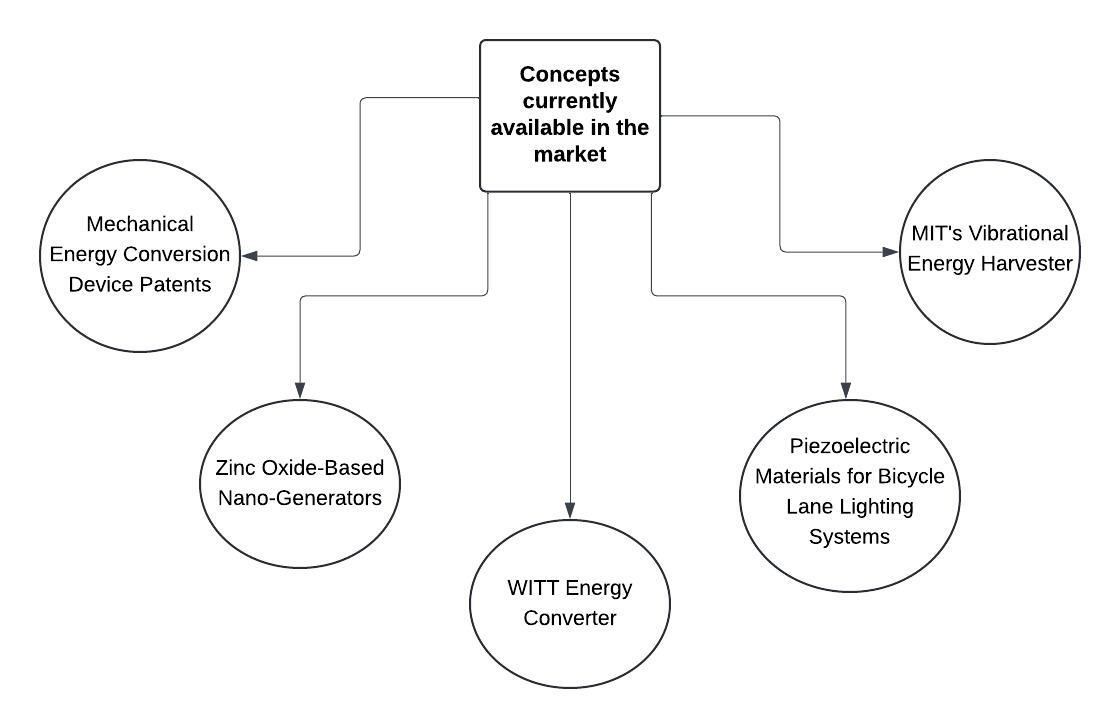 Concepts
currently
available in the
market
Mechanical
Energy Conversion
Device Patents
MIT's Vibrational
Energy Harvester
Zinc Oxide-Based
Nano-Generators
Piezoelectric
Materials for Bicycle
Lane Lighting
Systems
WITT Energy
Converter